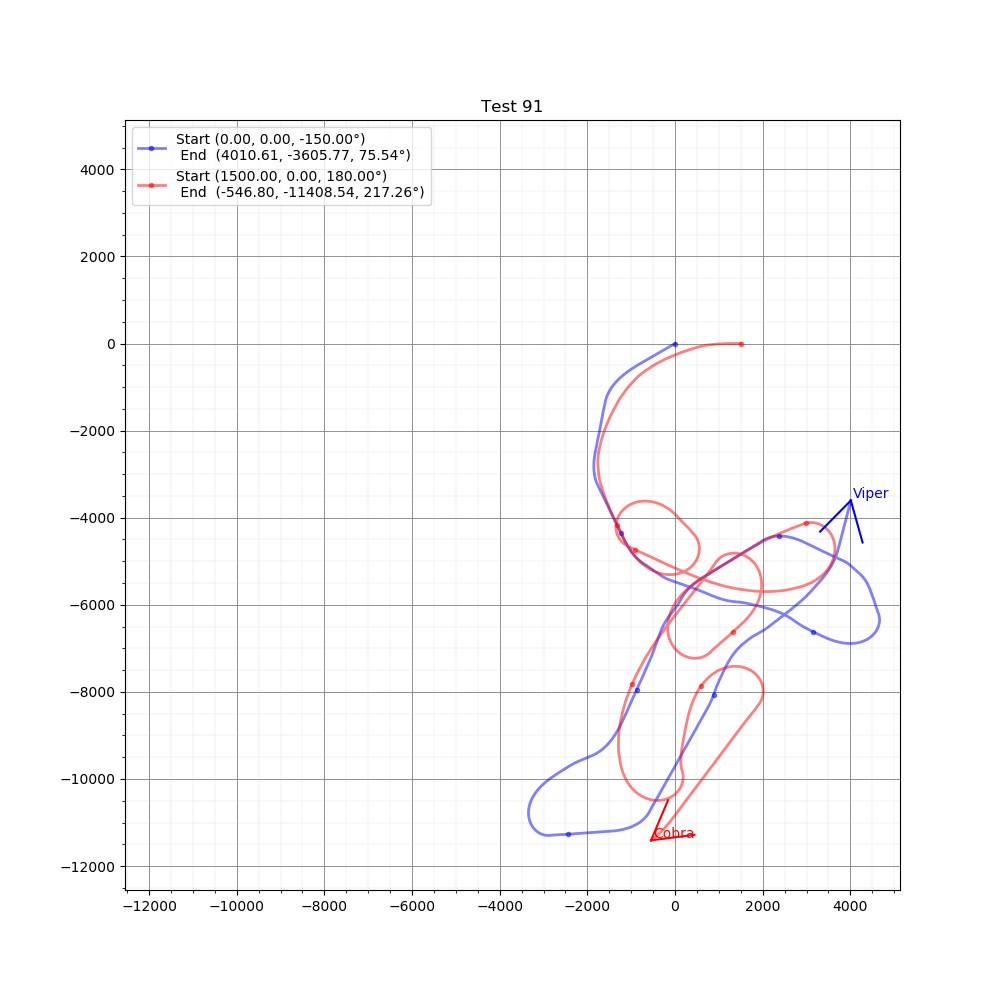 Test 91
Start (0.00, 0.00, -150.00°)
End (4010.61, -3605.77, 75.54°)
Start (1500.00, 0.00, 180.00°)
End (-546.80, -11408.54, 217.26°)
4000
2000
0
−2000
−4000
−6000
−8000
−10000
−12000
Viper
Cobra
−12000 −10000 −8000 −6000 −4000 −2000 0 2000 4000